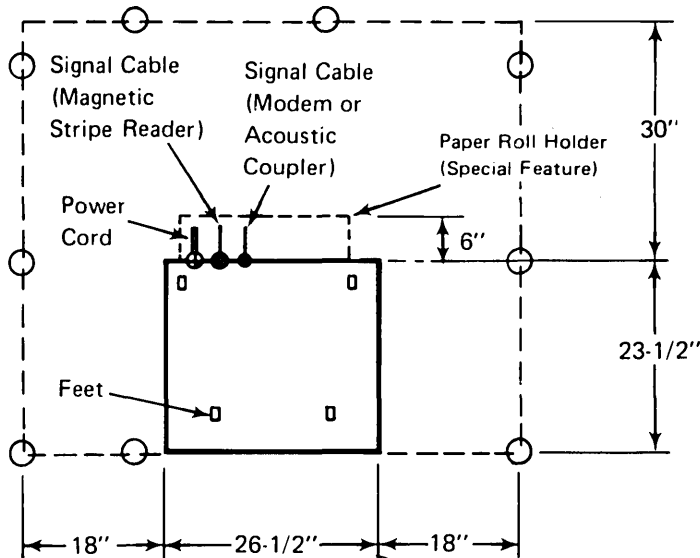 Signal Cable
(Magnetic
Stripe Reader)
Signal Cable
(Modem or
Acoustic
Coupler)
Paper Roll Holder
(Special Feature)
30″
Power
Cord
6″
23-1/2″
Feet
18″
26-1/2″
18″